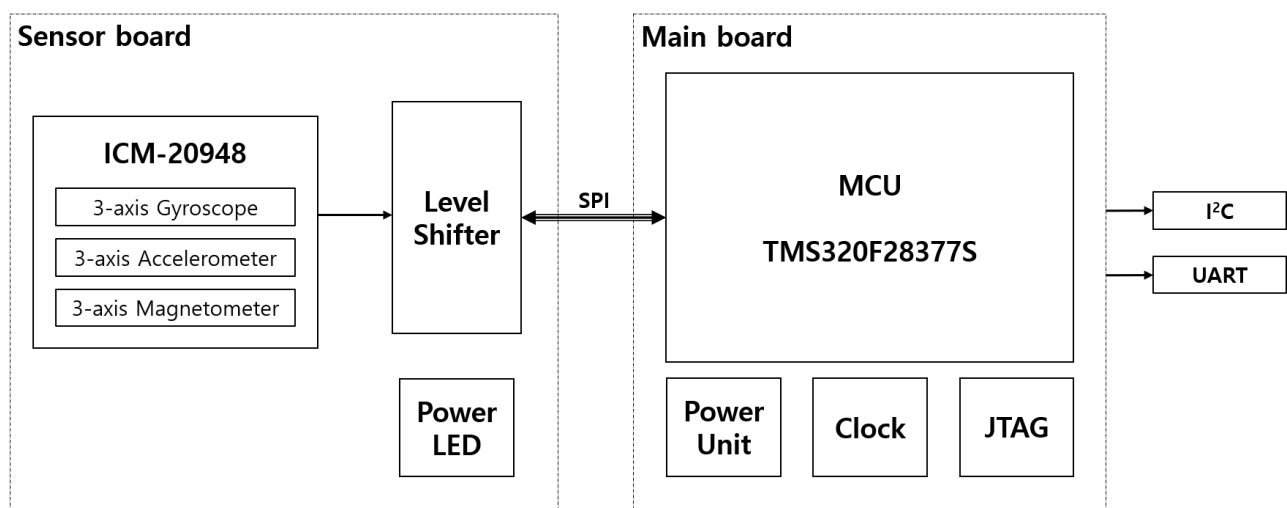 Sensor board
ICM-20948
3-axis Gyroscope
3-axis Accelerometer
3-axis Magnetometer
Level
Shifter
Power
LED
SPI
Main board
MCU
TMS320F28377S
Power
Unit
Clock
JTAG
I²C
UART